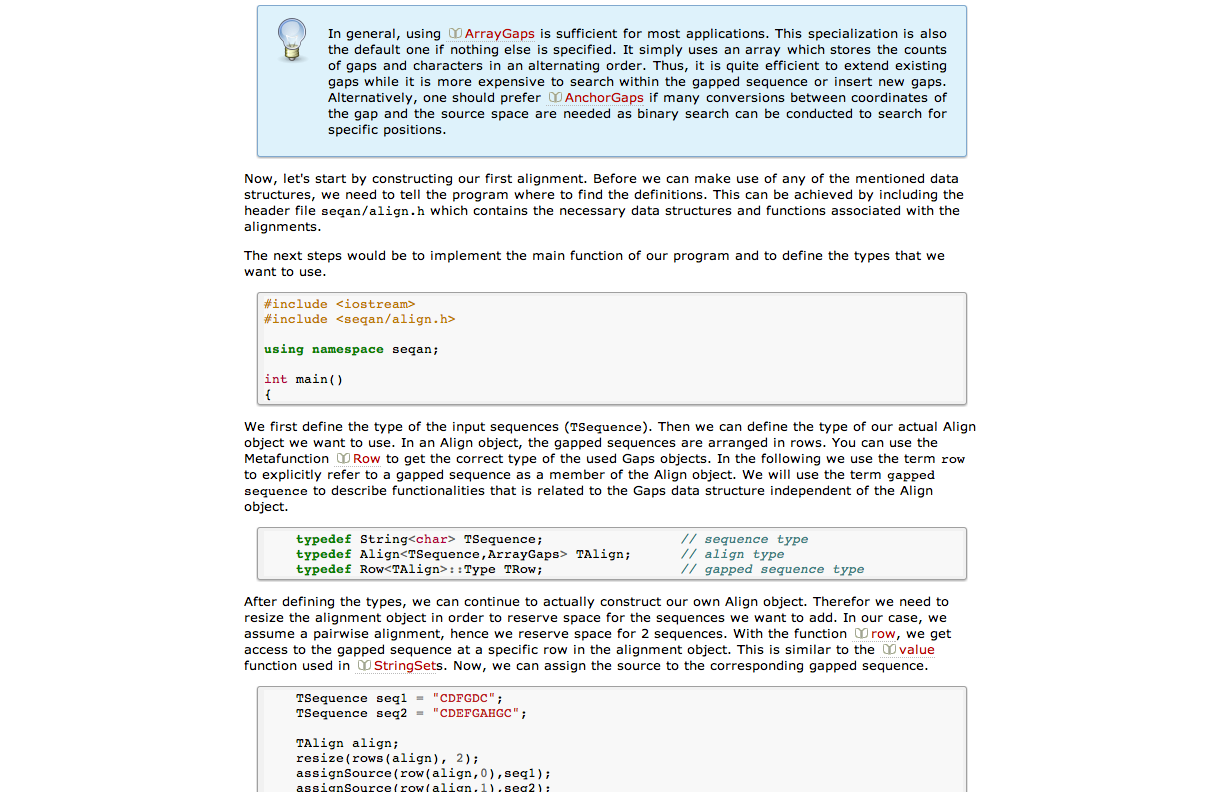 In general, using ArrayGaps is sufficient for most applications. This specialization is also
the default one if nothing else is specified. It simply uses an array which stores the counts
of gaps and characters in an alternating order. Thus, it is quite efficient to extend existing
gaps while it is more expensive to search within the gapped sequence or insert new gaps.
Alternatively, one should prefer AnchorGaps if many conversions between coordinates of
the gap and the source space are needed as binary search can be conducted to search for
specific positions.
Now, let's start by constructing our first alignment. Before we can make use of any of the mentioned data
structures, we need to tell the program where to find the definitions. This can be achieved by including the
header file seqan/align.h which contains the necessary data structures and functions associated with the
alignments.
The next steps would be to implement the main function of our program and to define the types that we
want to use.
#include <iostream>
#include <seqan/align.h>
using namespace seqan;
int main()
{
We first define the type of the input sequences (TSequence). Then we can define the type of our actual Align
object we want to use. In an Align object, the gapped sequences are arranged in rows. You can use the
Metafunction Row to get the correct type of the used Gaps objects. In the following we use the term row
to explicitly refer to a gapped sequence as a member of the Align object. We will use the term gapped
sequence to describe functionalities that is related to the Gaps data structure independent of the Align
object.
typedef String<char> TSequence; // sequence type
typedef Align<TSequence,ArrayGaps> TAlign; // align type
typedef Row<TAlign>::Type TRow; // gapped sequence type
After defining the types, we can continue to actually construct our own Align object. Therefor we need to
resize the alignment object in order to reserve space for the sequences we want to add. In our case, we
assume a pairwise alignment, hence we reserve space for 2 sequences. With the function row, we get
access to the gapped sequence at a specific row in the alignment object. This is similar to the value
function used in StringSets. Now, we can assign the source to the corresponding gapped sequence.
TSequence seq1 = "CDFGDC";
TSequence seq2 = "CDEFGAHGC";
TAlign align;
resize(rows(align), 2);
assignSource(row(align,0),seq1);
assignSource(row(align,1),seq2);